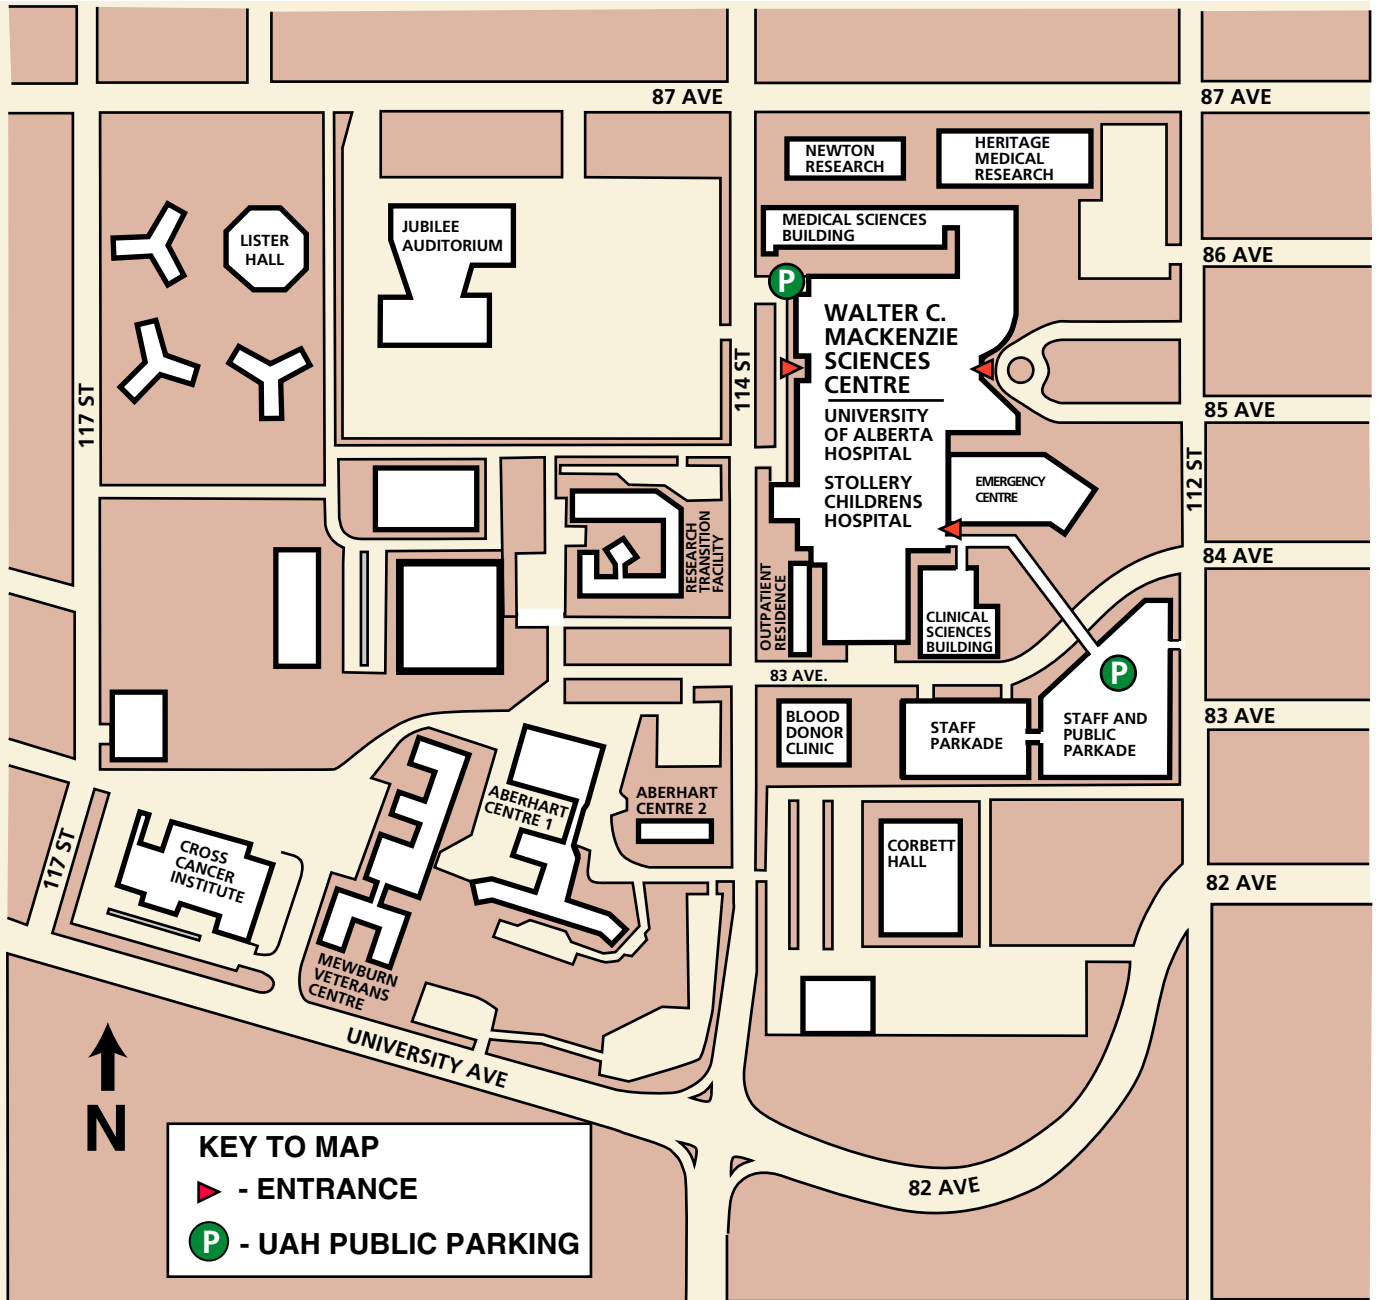 87 AVE
87 AVE
NEWTON
RESEARCH
HERITAGE
MEDICAL
RESEARCH
LISTER
HALL
JUBILEE
AUDITORIUM
MEDICAL SCIENCES
BUILDING
86 AVE
P
WALTER C.
MACKENZIE
SCIENCES
CENTRE
UNIVERSITY
OF ALBERTA
HOSPITAL
STOLLERY
CHILDRENS
HOSPITAL
117 ST
114 ST
85 AVE
112 ST
EMERGENCY
CENTRE
RESEARCH
TRANSITION
FACILITY
84 AVE
OUTPATIENT
RESIDENCE
CLINICAL
SCIENCES
BUILDING
83 AVE.
P
BLOOD
DONOR
CLINIC
STAFF
PARKADE
STAFF AND
PUBLIC
PARKADE
83 AVE
ABERHART
CENTRE 1
ABERHART
CENTRE 2
117 ST
CROSS
CANCER
INSTITUTE
CORBETT
HALL
82 AVE
MEWBURN
VETERANS
CENTRE
UNIVERSITY AVE
N
82 AVE
KEY TO MAP
- ENTRANCE
P - UAH PUBLIC PARKING